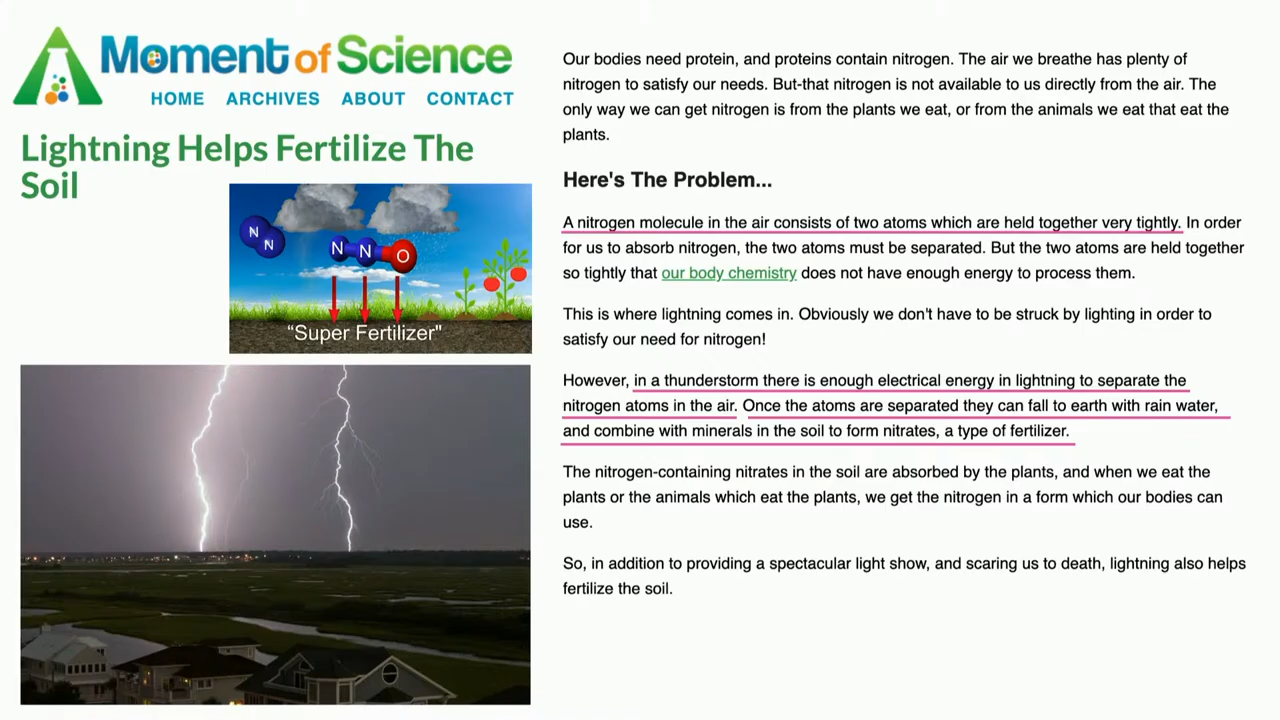 Moment of Science
HOME ARCHIVES ABOUT CONTACT
Lightning Helps Fertilize The
Soil
N
N
N
N
O
“Super Fertilizer"
Our bodies need protein, and proteins contain nitrogen. The air we breathe has plenty of
nitrogen to satisfy our needs. But-that nitrogen is not available to us directly from the air. The
only way we can get nitrogen is from the plants we eat, or from the animals we eat that eat the
plants.
Here's The Problem...
A nitrogen molecule in the air consists of two atoms which are held together very tightly. In order
for us to absorb nitrogen, the two atoms must be separated. But the two atoms are held together
so tightly that our body chemistry does not have enough energy to process them.
This is where lightning comes in. Obviously we don't have to be struck by lighting in order to
satisfy our need for nitrogen!
However, in a thunderstorm there is enough electrical energy in lightning to separate the
nitrogen atoms in the air. Once the atoms are separated they can fall to earth with rain water,
and combine with minerals in the soil to form nitrates, a type of fertilizer.
The nitrogen-containing nitrates in the soil are absorbed by the plants, and when we eat the
plants or the animals which eat the plants, we get the nitrogen in a form which our bodies can
use.
So, in addition to providing a spectacular light show, and scaring us to death, lightning also helps
fertilize the soil.